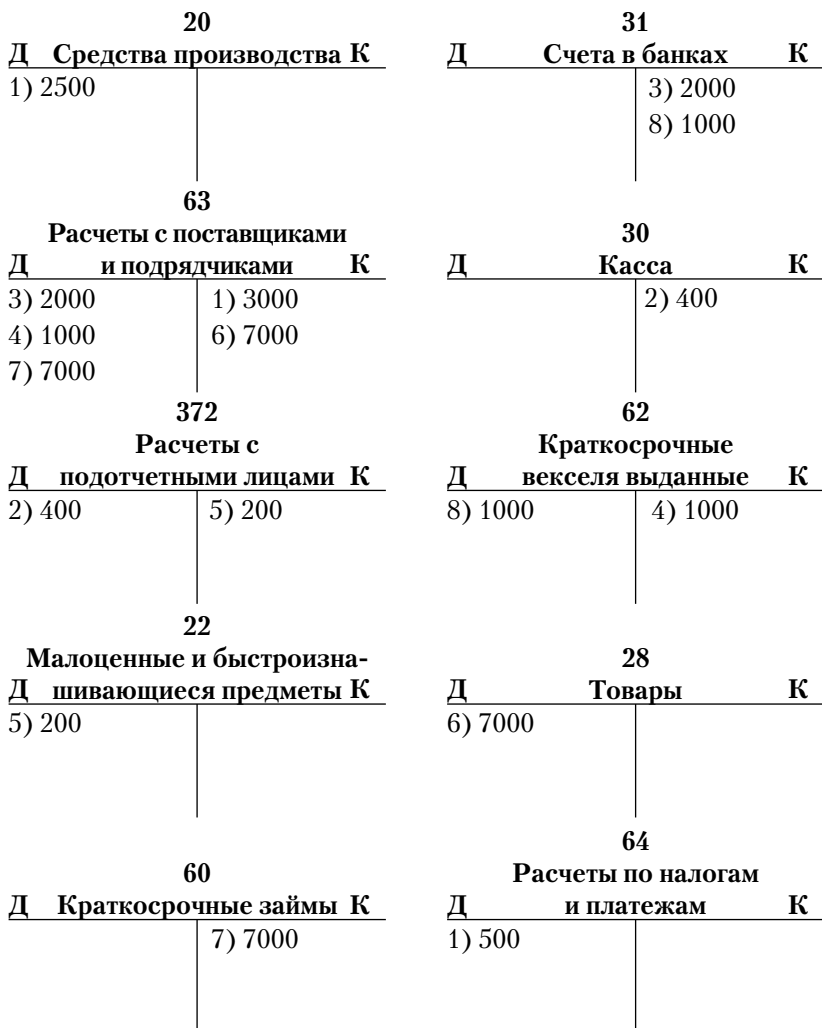 20
Д Средства производства К
1) 2500
31
Д Счета в банках К
3) 2000
8) 1000
63
Расчеты с поставщиками
Д и подрядчиками К
3) 2000 1) 3000
4) 1000 6) 7000
7) 7000
30
Д Касса К
2) 400
372
Расчеты с
Д подотчетными лицами К
2) 400 5) 200
62
Краткосрочные
Д векселя выданные К
8) 1000 4) 1000
22
Малоценные и быстроизна-
Д шивающиеся предметы К
5) 200
28
Д Товары К
6) 7000
60
Д Краткосрочные займы К
7) 7000
64
Расчеты по налогам
Д и платежам К
1) 500